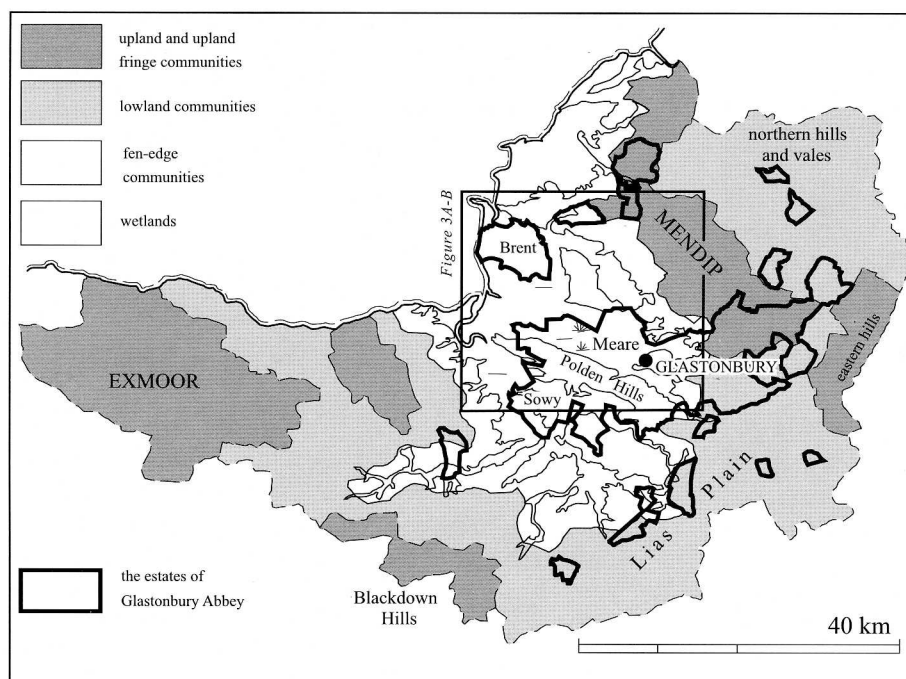 upland and upland
fringe communities
lowland communities
fen-edge
communities
wetlands
northern hills
and vales
Figure 3A-B
MENDIP
Brent
Meare
GLASTONBURY
eastern hills
EXMOOR
Polden Hills
Sowy
Lias Plain
the estates of
Glastonbury Abbey
Blackdown
Hills
40 km